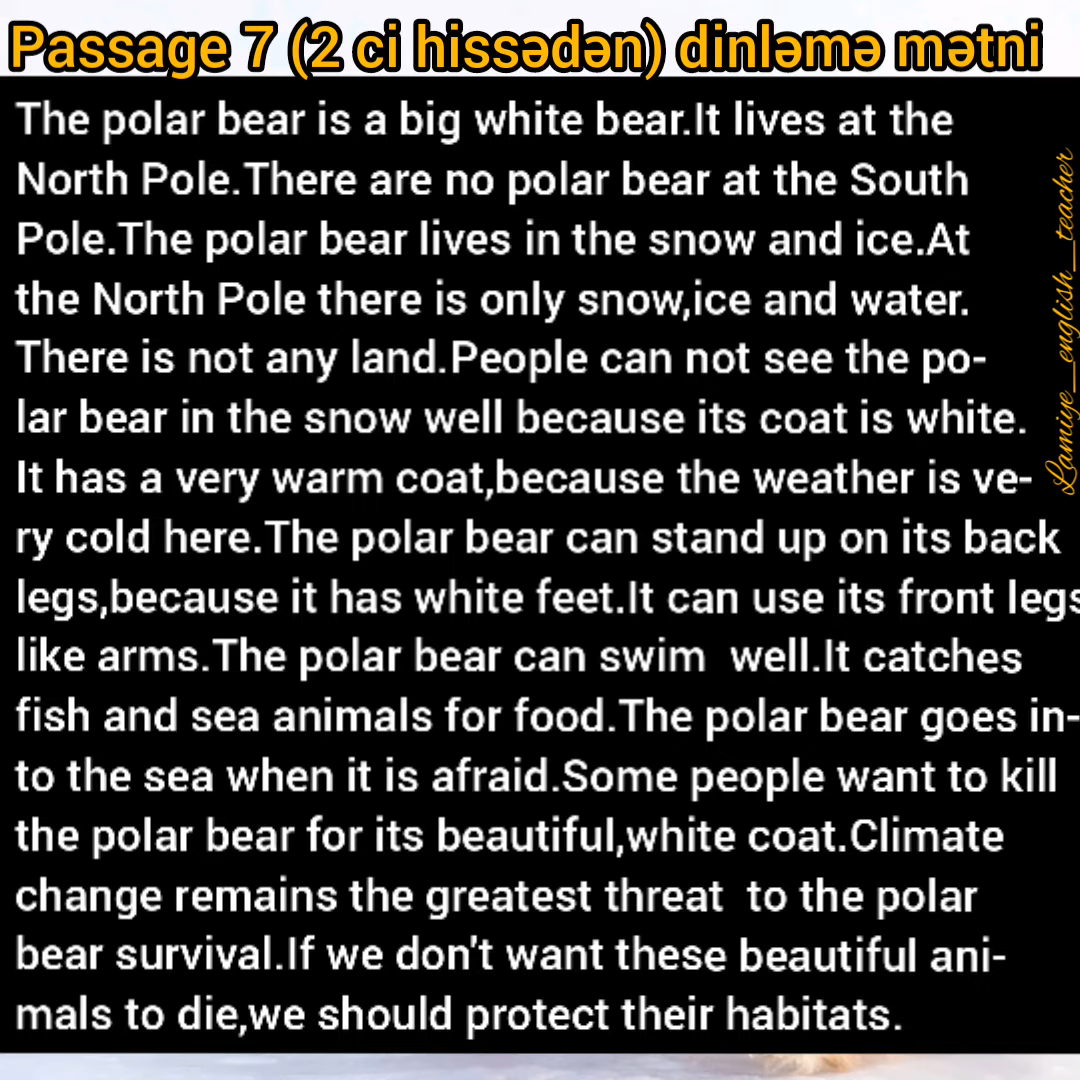 Passage 7 (2 ci hissədən) dinləmə mətni
The polar bear is a big white bear.It lives at the
North Pole.There are no polar bear at the South
Pole.The polar bear lives in the snow and ice.At
the North Pole there is only snow,ice and water.
There is not any land.People can not see the po-
lar bear in the snow well because its coat is white.
It has a very warm coat,because the weather is ve-
ry cold here.The polar bear can stand up on its back
legs,because it has white feet.It can use its front legs
like arms.The polar bear can swim  well.It catches
fish and sea animals for food.The polar bear goes in-
to the sea when it is afraid.Some people want to kill
the polar bear for its beautiful,white coat.Climate
change remains the greatest threat  to the polar
bear survival.If we don't want these beautiful ani-
mals to die,we should protect their habitats.
Lamiye_english_teacher